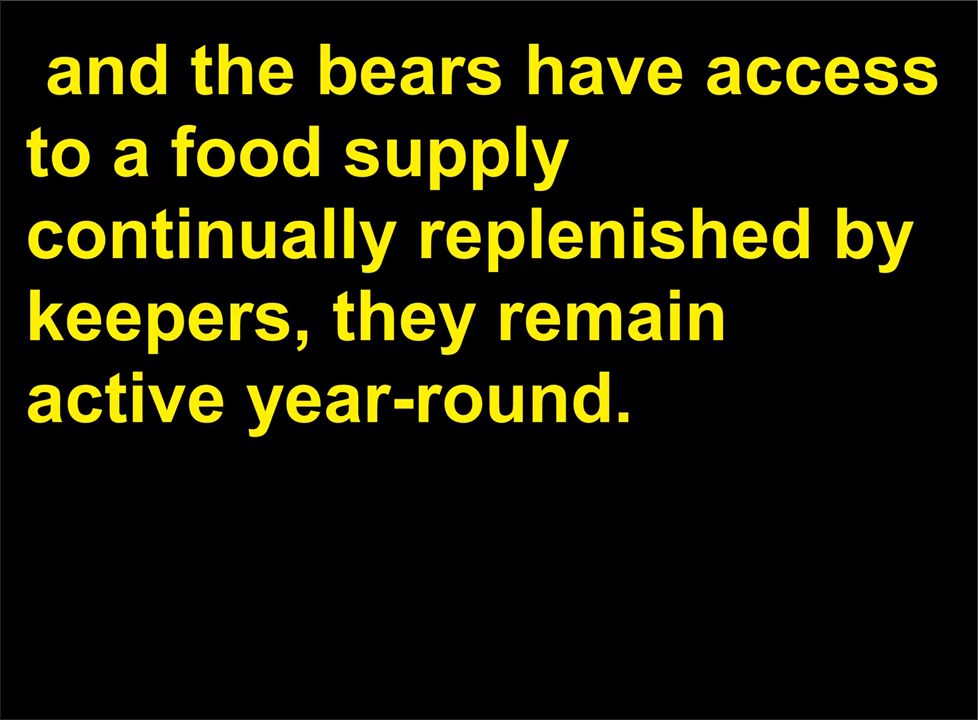 and the bears have access
to a food supply
continually replenished by
keepers, they remain
active year-round.